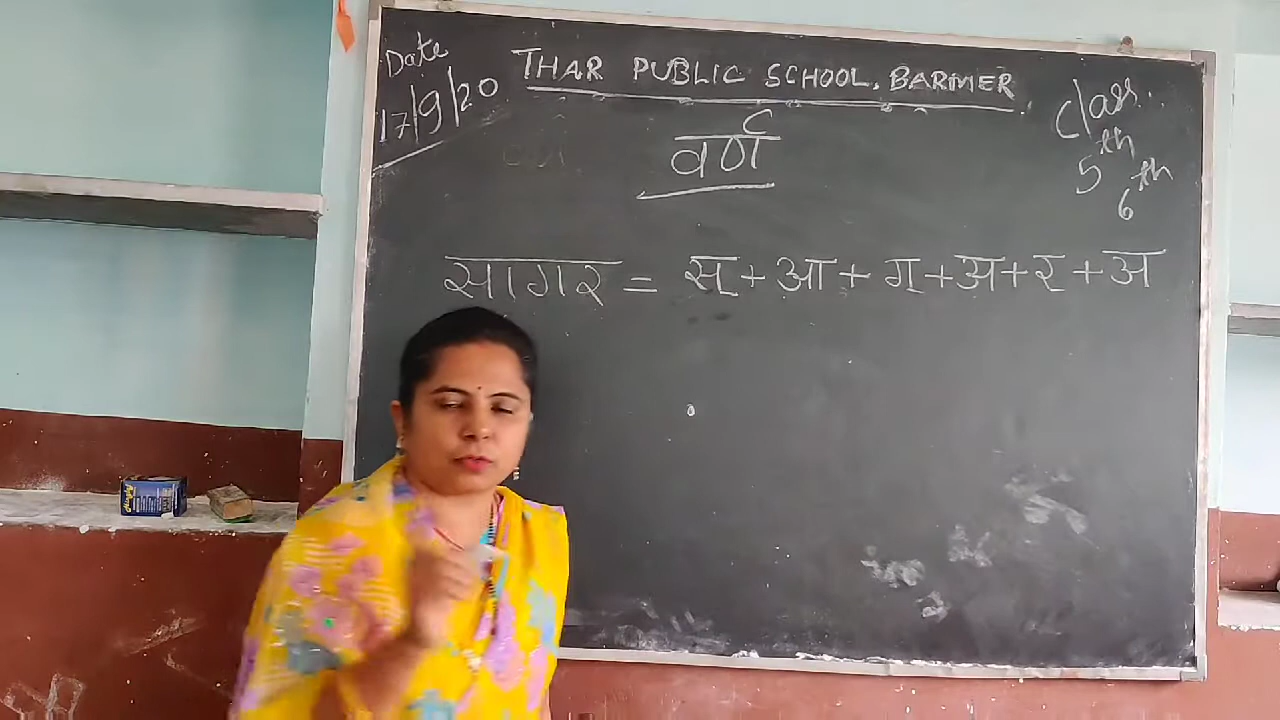 Date
17/9/20
THAR PUBLIC SCHOOL. BARMER
Class.
5th
6th
वर्ण
सागर = स् + आ + ग् + अ + र् + अ